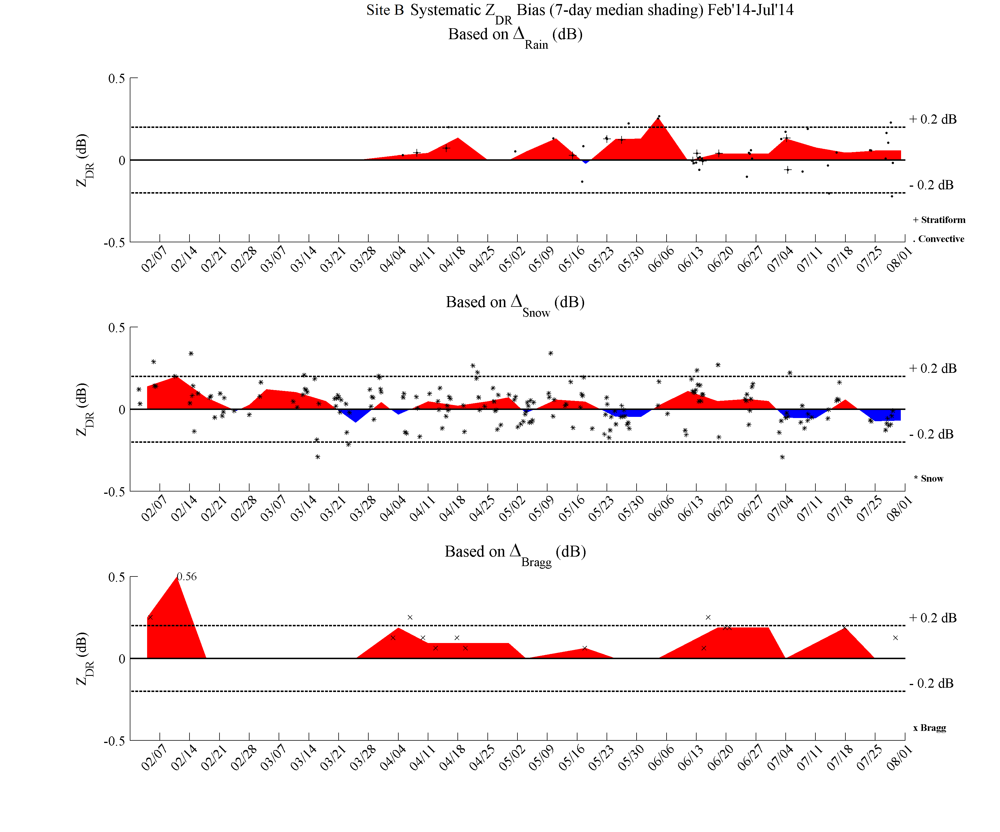 Site B Systematic ZDR Bias (7-day median shading) Feb'14-Jul'14
Based on ΔRain (dB)
0.5
0
-0.5
ZDR (dB)
+ 0.2 dB
- 0.2 dB
+ Stratiform
. Convective
02/07 02/14 02/21 02/28 03/07 03/14 03/21 03/28 04/04 04/11 04/18 04/25 05/02 05/09 05/16 05/23 05/30 06/06 06/13 06/20 06/27 07/04 07/11 07/18 07/25 08/01
Based on ΔSnow (dB)
0.5
0
-0.5
ZDR (dB)
+ 0.2 dB
- 0.2 dB
* Snow
02/07 02/14 02/21 02/28 03/07 03/14 03/21 03/28 04/04 04/11 04/18 04/25 05/02 05/09 05/16 05/23 05/30 06/06 06/13 06/20 06/27 07/04 07/11 07/18 07/25 08/01
Based on ΔBragg (dB)
0.5
0.56
0
-0.5
ZDR (dB)
+ 0.2 dB
- 0.2 dB
x Bragg
02/07 02/14 02/21 02/28 03/07 03/14 03/21 03/28 04/04 04/11 04/18 04/25 05/02 05/09 05/16 05/23 05/30 06/06 06/13 06/20 06/27 07/04 07/11 07/18 07/25 08/01